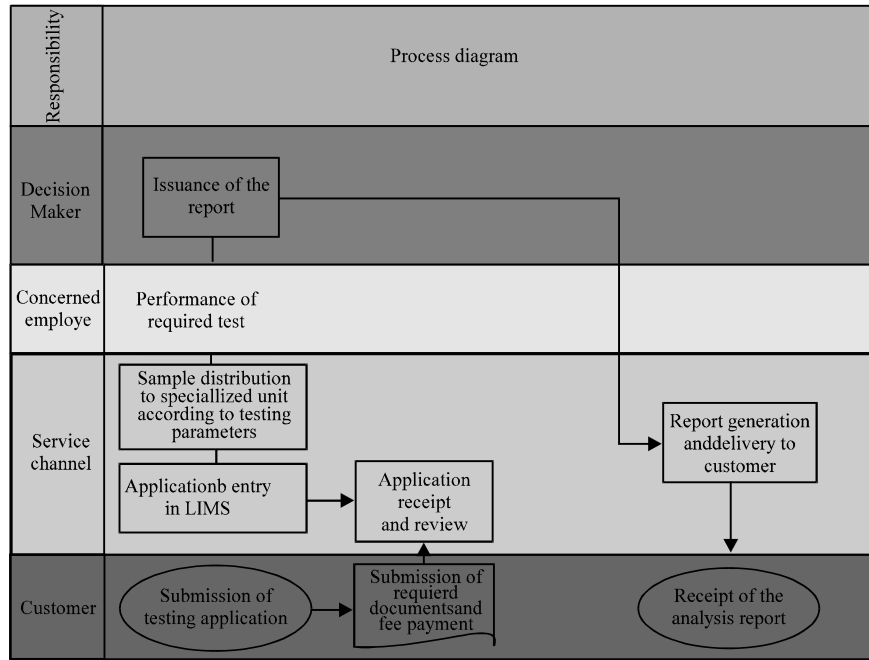 Responsibility
Process diagram
Decision
Maker
Issuance of the
report
Concerned
employe
Performance of
required test
Service
channel
Sample distribution
to speciallized unit
according to testing
parameters
Applicationb entry
in LIMS
Application
receipt
and review
Report generation
anddelivery to
customer
Customer
Submission of
testing application
Submission of
requierd
documentsand
fee payment
Receipt of the
analysis report